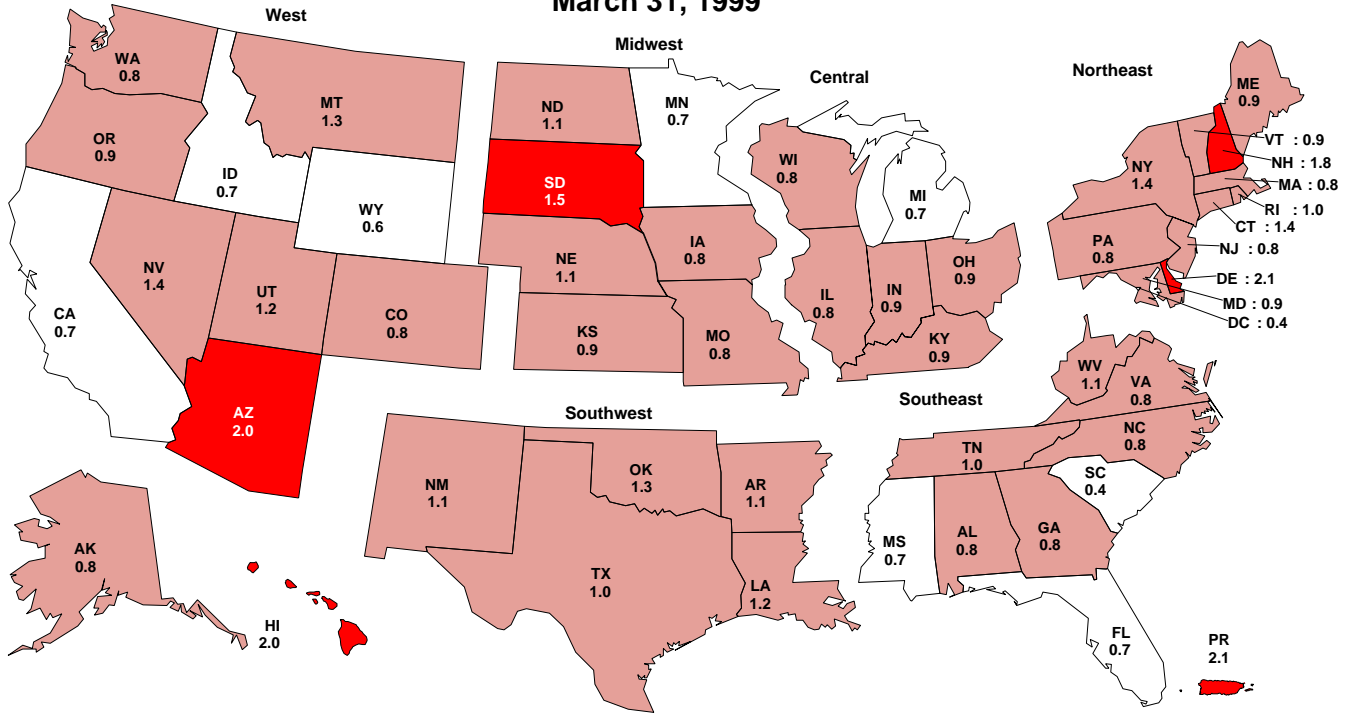 March 31, 1999
West
Midwest
Central
Northeast
WA
0.8
MT
1.3
OR
0.9
ID
0.7
WY
0.6
NV
1.4
UT
1.2
CO
0.8
CA
0.7
AZ
2.0
AK
0.8
HI
2.0
ND
1.1
MN
0.7
SD
1.5
NE
1.1
IA
0.8
KS
0.9
MO
0.8
WI
0.8
MI
0.7
IL
0.8
IN
0.9
OH
0.9
KY
0.9
ME
0.9
VT : 0.9
NH : 1.8
NY
1.4
MA : 0.8
RI : 1.0
CT : 1.4
PA
0.8
NJ : 0.8
DE : 2.1
MD : 0.9
DC : 0.4
Southwest
NM
1.1
OK
1.3
AR
1.1
TX
1.0
LA
1.2
Southeast
WV
1.1
VA
0.8
NC
0.8
TN
1.0
SC
0.4
MS
0.7
AL
0.8
GA
0.8
FL
0.7
PR
2.1